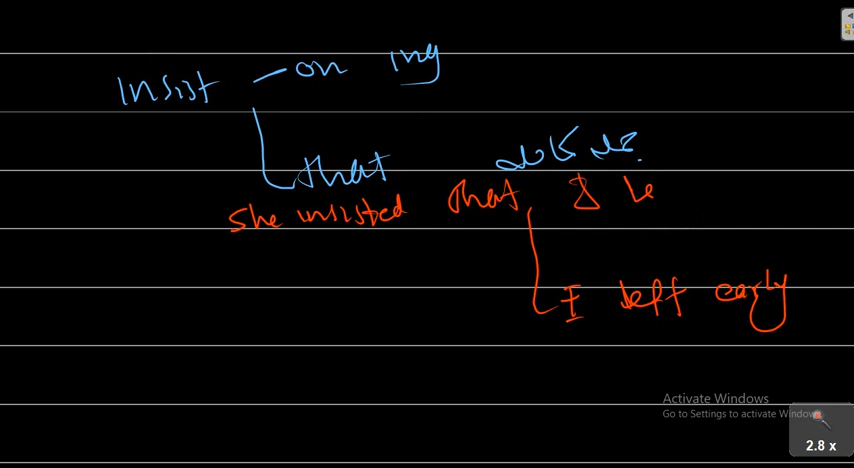 insist — on ing
that
She insisted that I
I left early
Activate Windows
Go to Settings to activate Windows
2.8 x